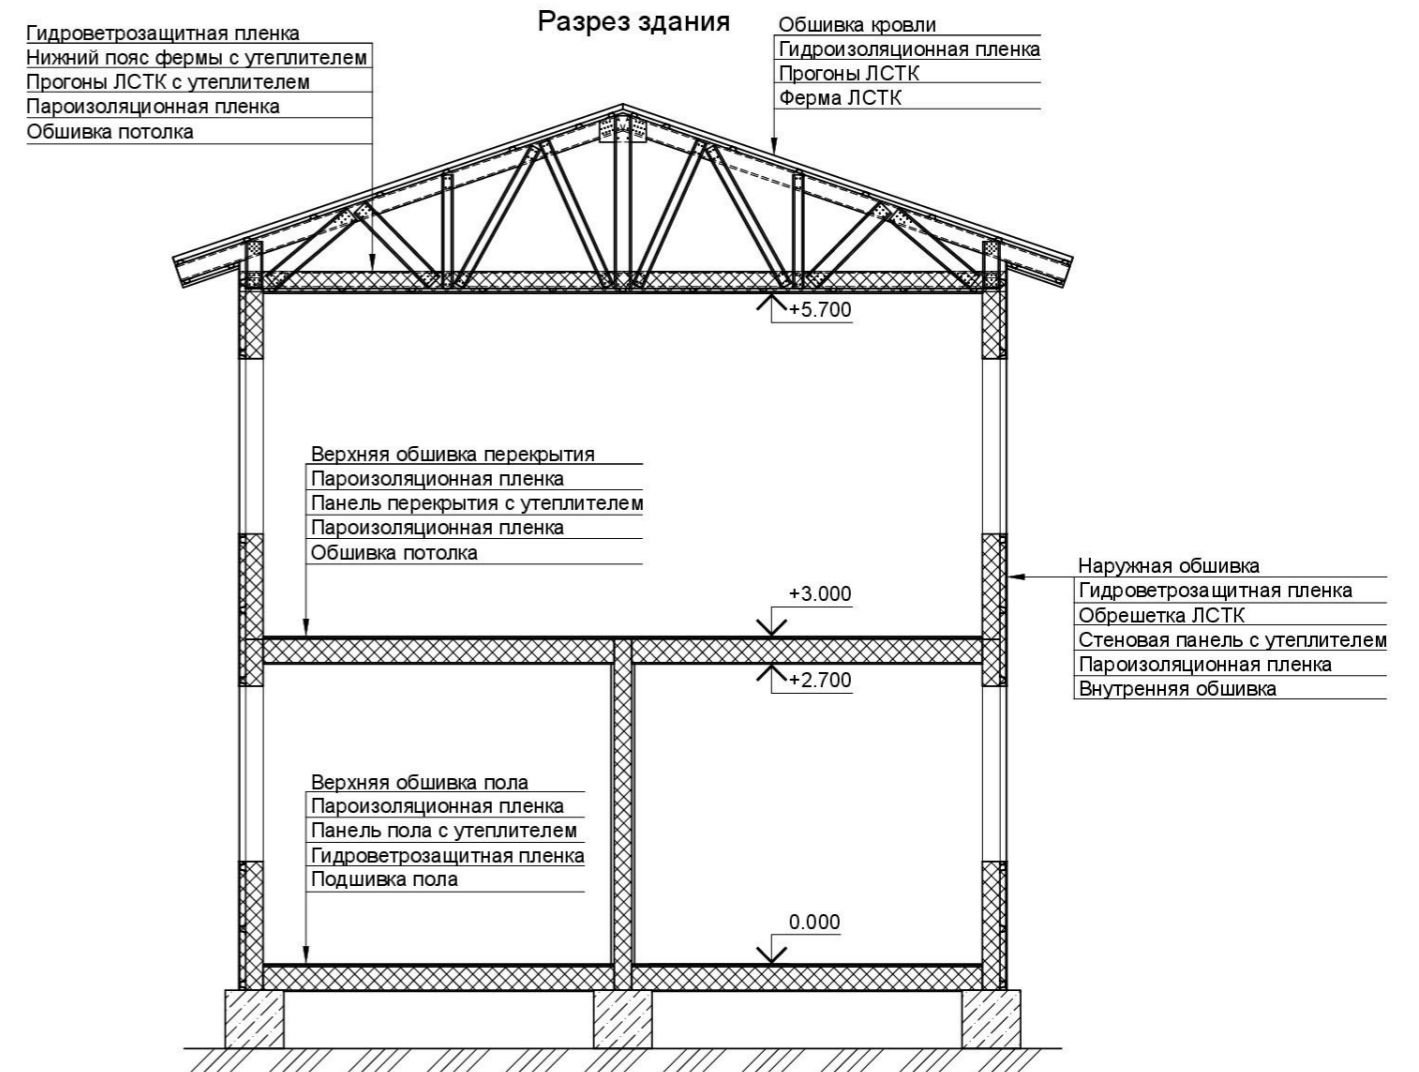 Разрез здания
Гидроветрозащитная пленка
Нижний пояс фермы с утеплителем
Прогоны ЛСТК с утеплителем
Пароизоляционная пленка
Обшивка потолка
Обшивка кровли
Гидроизоляционная пленка
Прогоны ЛСТК
Ферма ЛСТК
+5.700
Верхняя обшивка перекрытия
Пароизоляционная пленка
Панель перекрытия с утеплителем
Пароизоляционная пленка
Обшивка потолка
+3.000
+2.700
Наружная обшивка
Гидроветрозащитная пленка
Обрешетка ЛСТК
Стеновая панель с утеплителем
Пароизоляционная пленка
Внутренняя обшивка
Верхняя обшивка пола
Пароизоляционная пленка
Панель пола с утеплителем
Гидроветрозащитная пленка
Подшивка пола
0.000